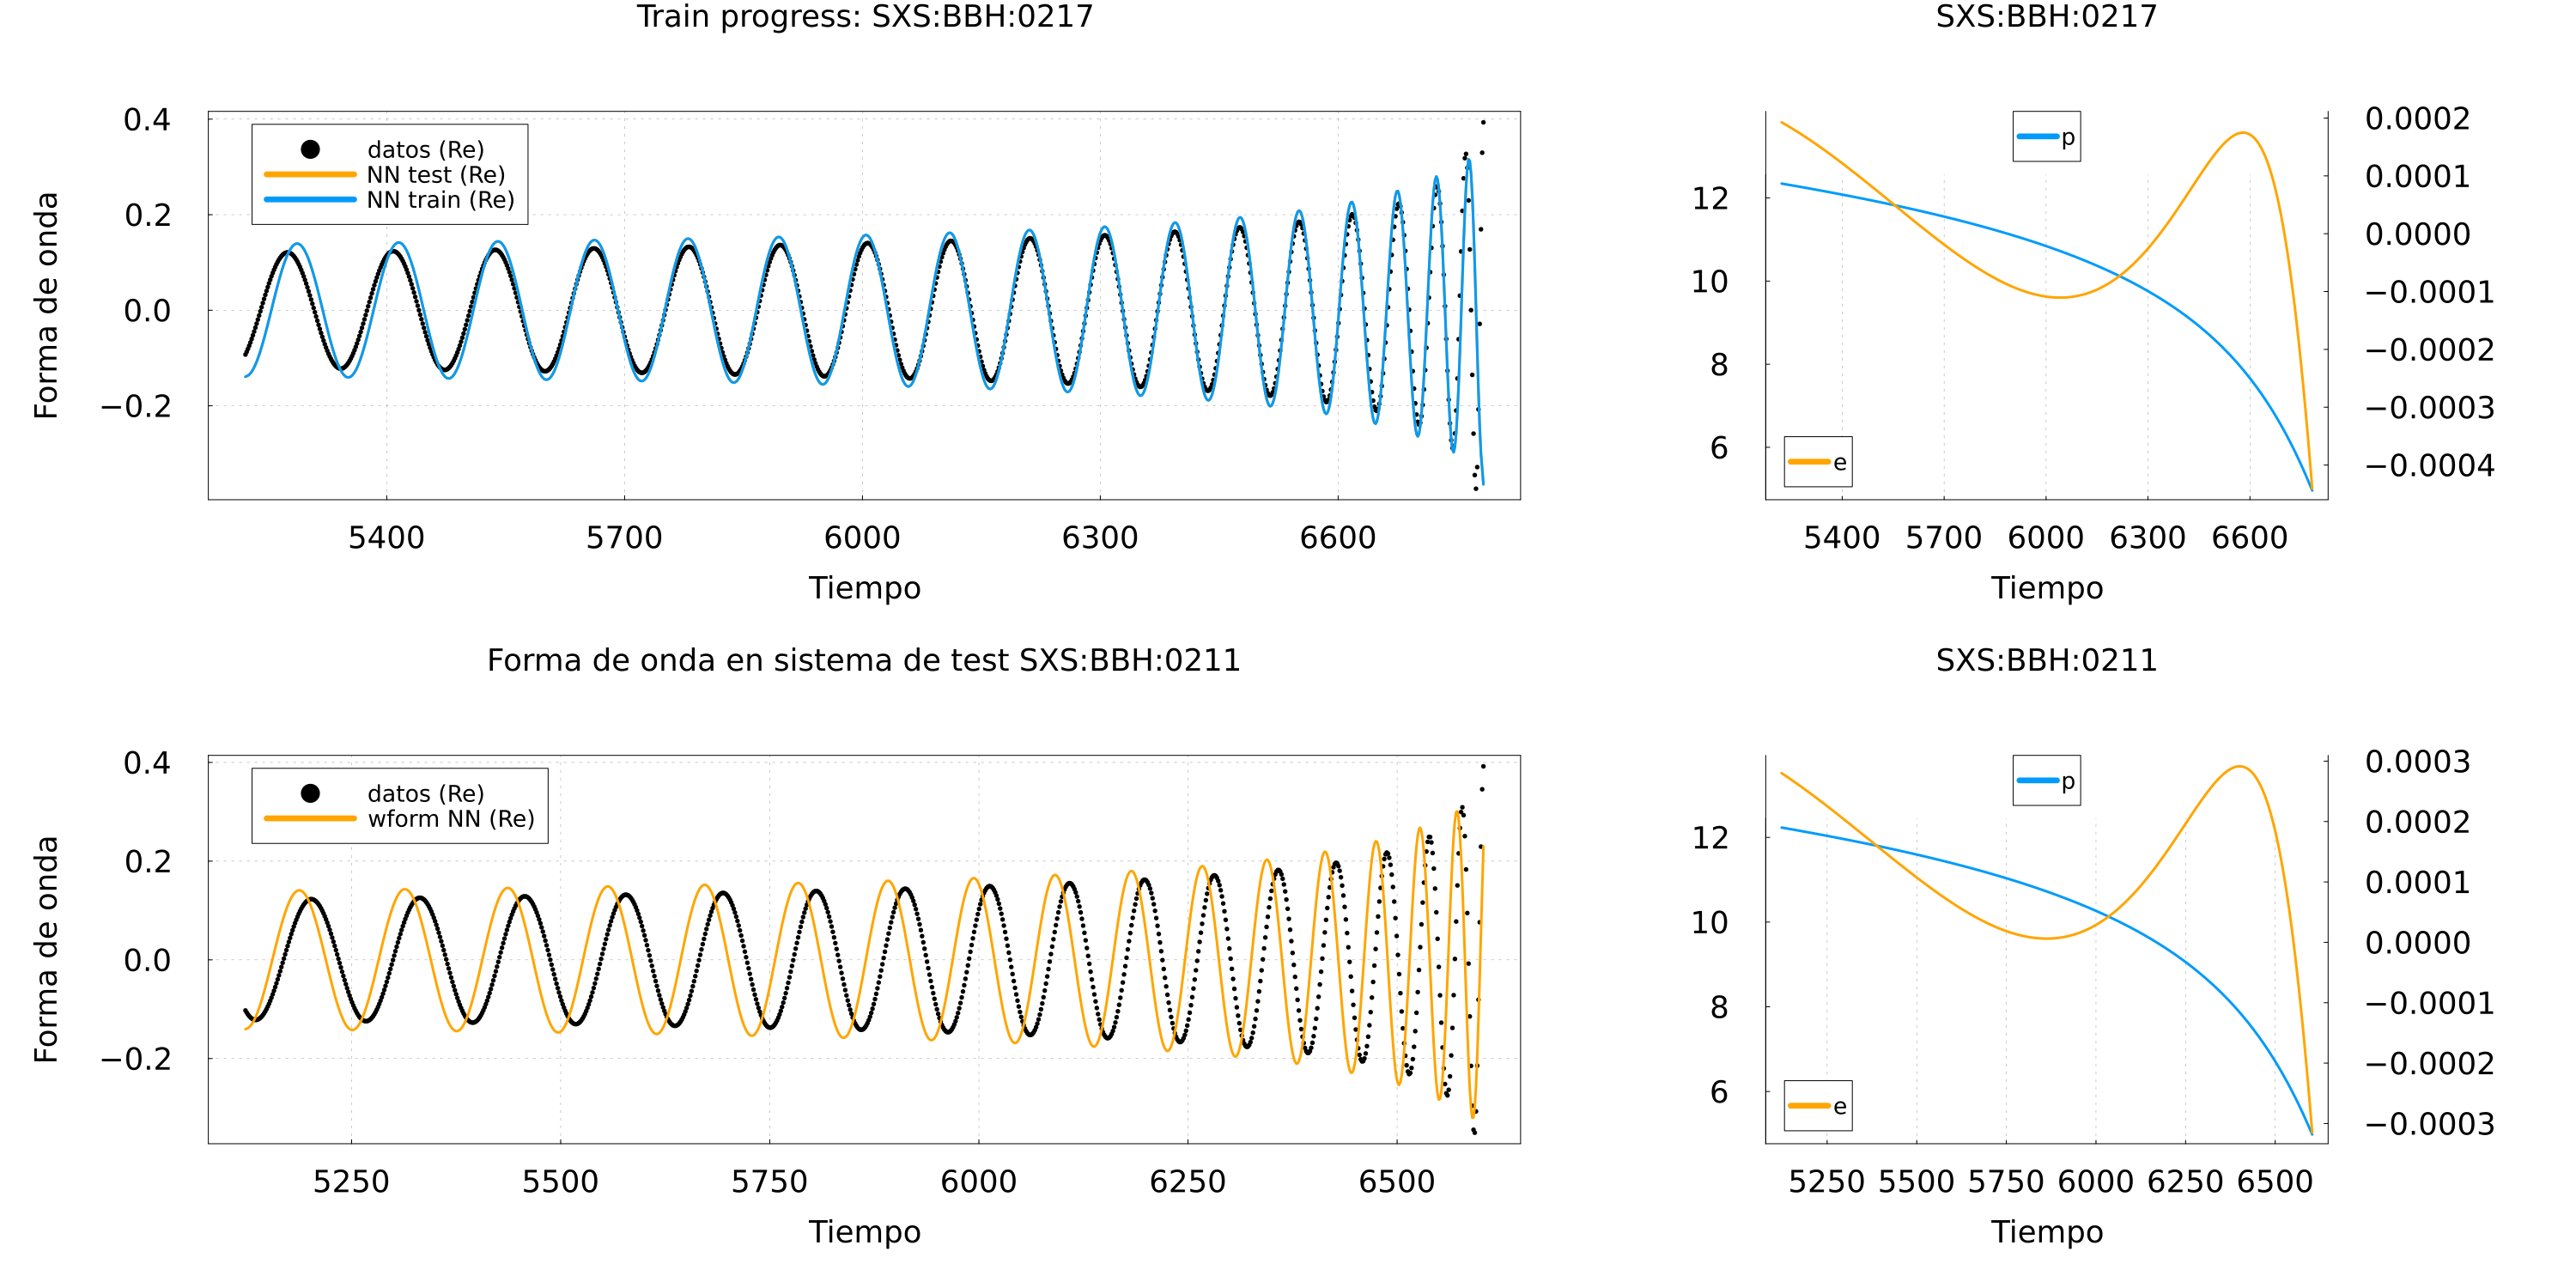 Train progress: SXS:BBH:0217
Forma de onda
0.4
0.2
0.0
−0.2
datos (Re)
NN test (Re)
NN train (Re)
5400 5700 6000 6300 6600
Tiempo
SXS:BBH:0217
12
10
8
6
p
e
0.0002
0.0001
0.0000
−0.0001
−0.0002
−0.0003
−0.0004
5400 5700 6000 6300 6600
Tiempo
Forma de onda en sistema de test SXS:BBH:0211
Forma de onda
0.4
0.2
0.0
−0.2
datos (Re)
wform NN (Re)
5250 5500 5750 6000 6250 6500
Tiempo
SXS:BBH:0211
12
10
8
6
p
e
0.0003
0.0002
0.0001
0.0000
−0.0001
−0.0002
−0.0003
5250 5500 5750 6000 6250 6500
Tiempo